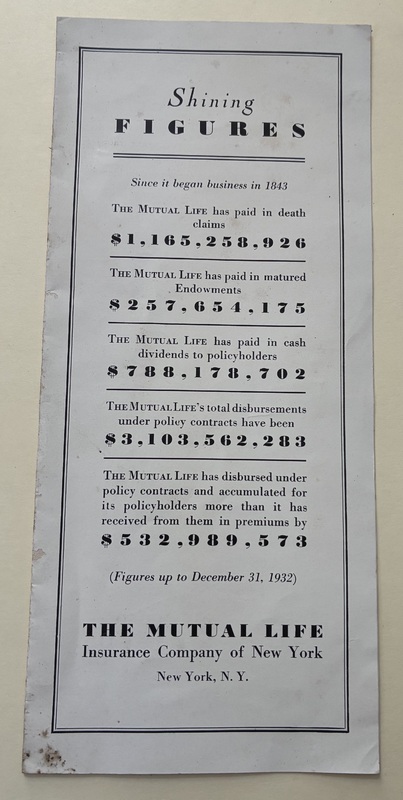 Shining
FIGURES
Since it began business in 1843
THE MUTUAL LIFE has paid in death
claims
$1,165,258,926
THE MUTUAL LIFE has paid in matured
Endowments
$257,654,175
THE MUTUAL LIFE has paid in cash
dividends to policyholders
$788,178,702
THE MUTUAL LIFE'S total disbursements
under policy contracts have been
$3,103,562,283
THE MUTUAL LIFE has disbursed under
policy contracts and accumulated for
its policyholders more than it has
received from them in premiums by
$532,989,573
(Figures up to December 31, 1932)
THE MUTUAL LIFE
Insurance Company of New York
New York, N. Y.